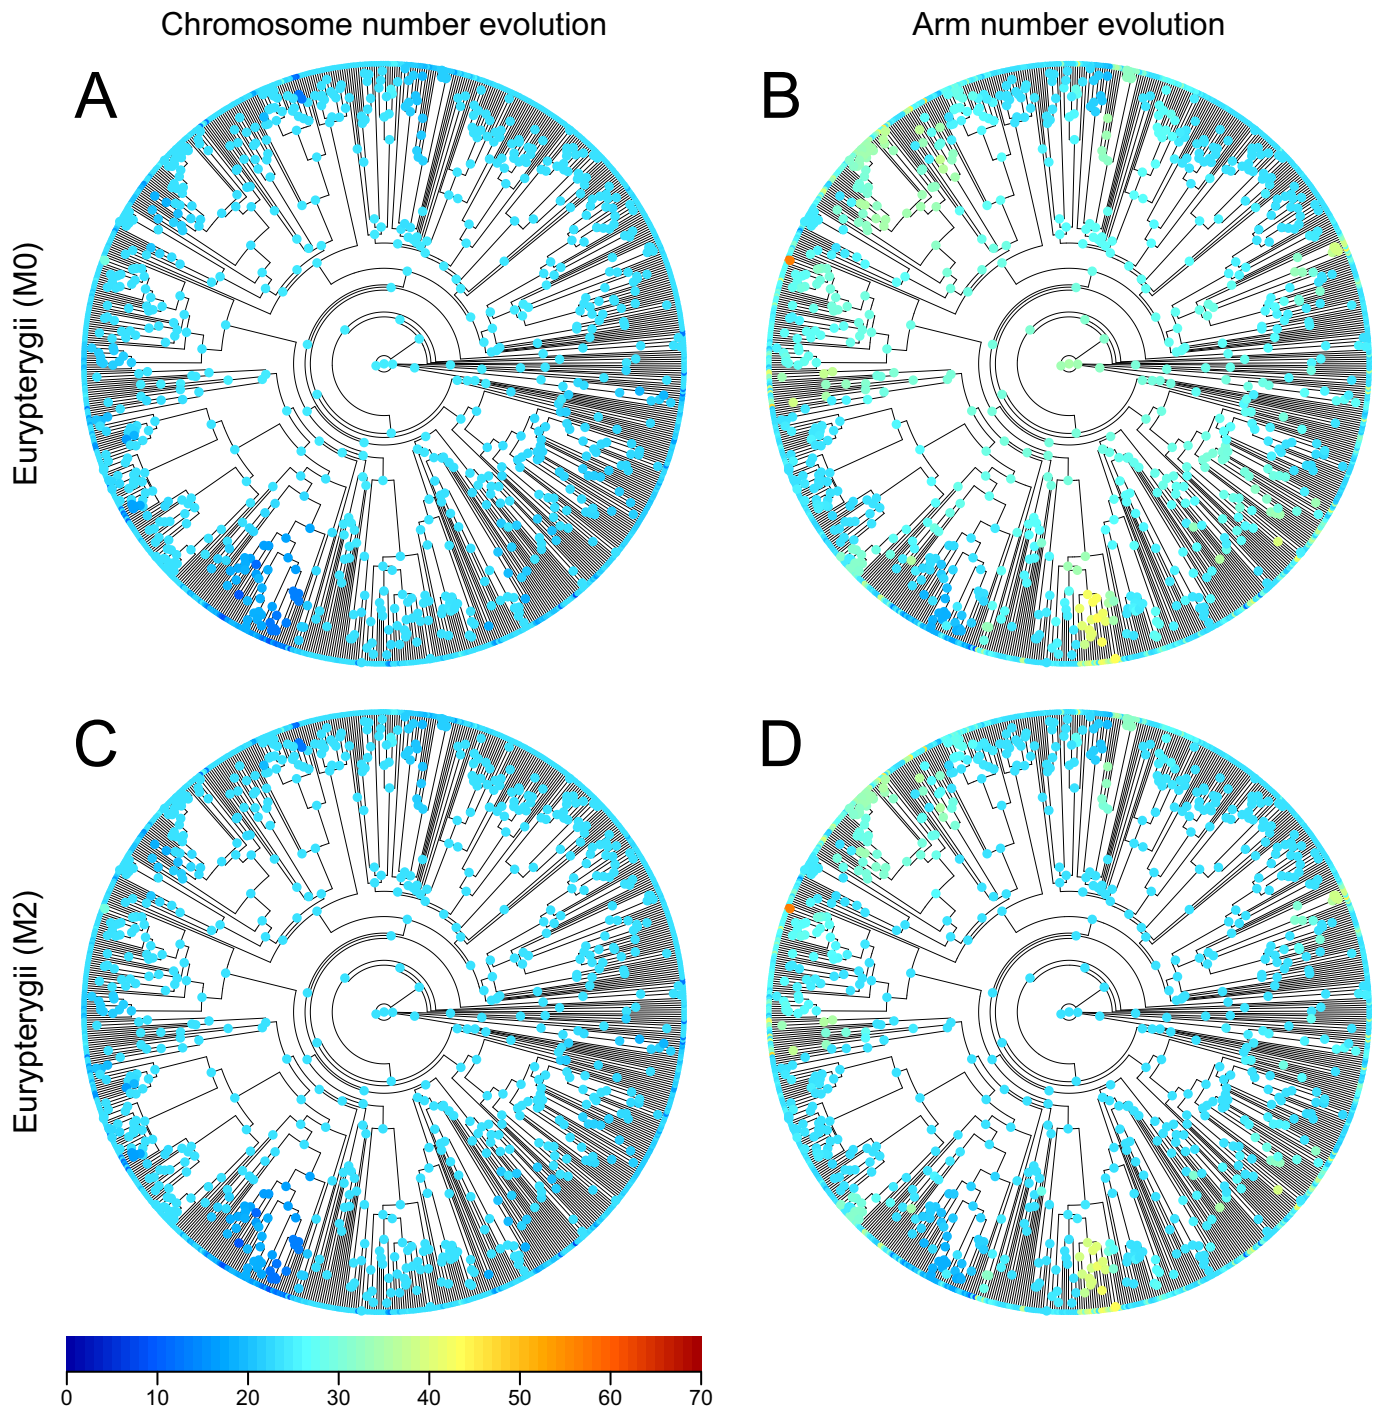 Chromosome number evolution
Arm number evolution
A
B
Eurypterygii (M0)
C
D
Eurypterygii (M2)
0 10 20 30 40 50 60 70